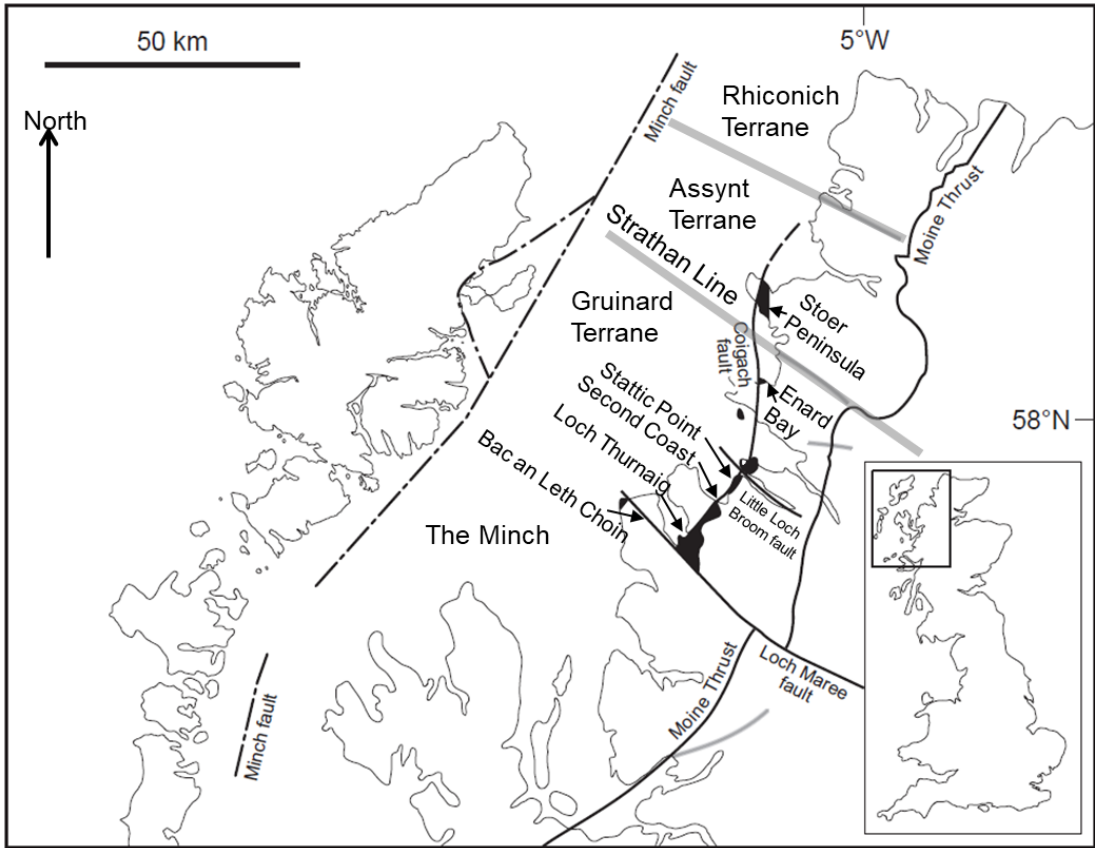 50 km
5°W
North
Minch fault
Rhiconich
Terrane
Assynt
Terrane
Moine Thrust
Strathan Line
Gruinard
Terrane
Stoer
Peninsula
Coigach
fault
Enard
Bay
58°N
Stattic Point
Second Coast
Loch Thurnaig
Bac an Leth Choin
Little Loch
Broom fault
The Minch
Loch Maree
fault
Moine Thrust
Minch fault